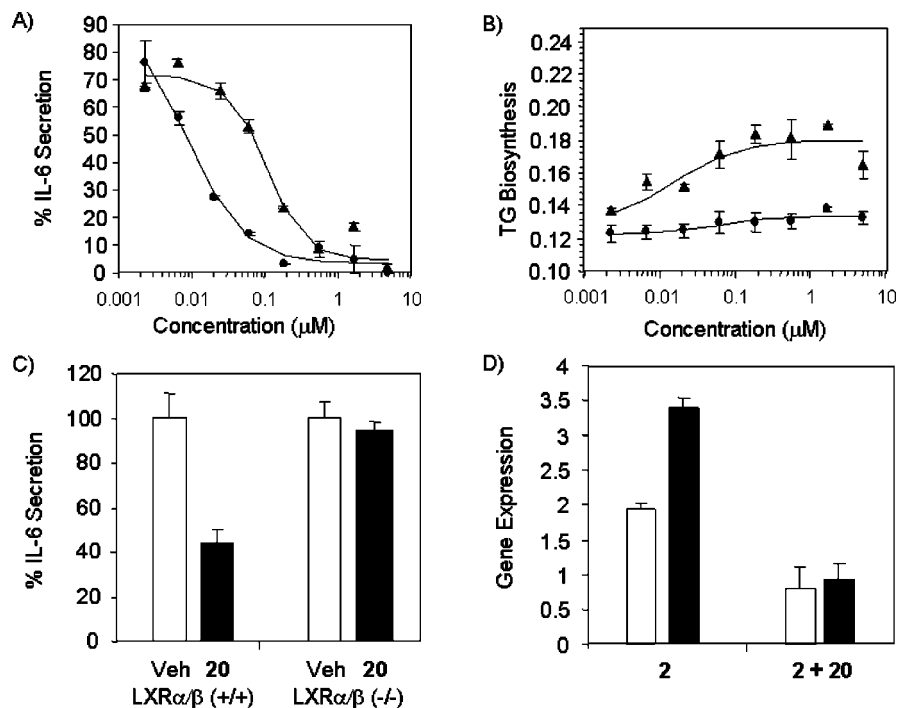 A)
% IL-6 Secretion
90
80
70
60
50
40
30
20
10
0
0.001 0.01 0.1 1 10
Concentration (μM)
B)
TG Biosynthesis
0.24
0.22
0.20
0.18
0.16
0.14
0.12
0.10
0.001 0.01 0.1 1 10
Concentration (μM)
C)
% IL-6 Secretion
120
100
80
60
40
20
0
Veh 20 Veh 20
LXRα/β (+/+) LXRα/β (-/-)
D)
Gene Expression
4
3.5
3
2.5
2
1.5
1
0.5
0
2 2 + 20